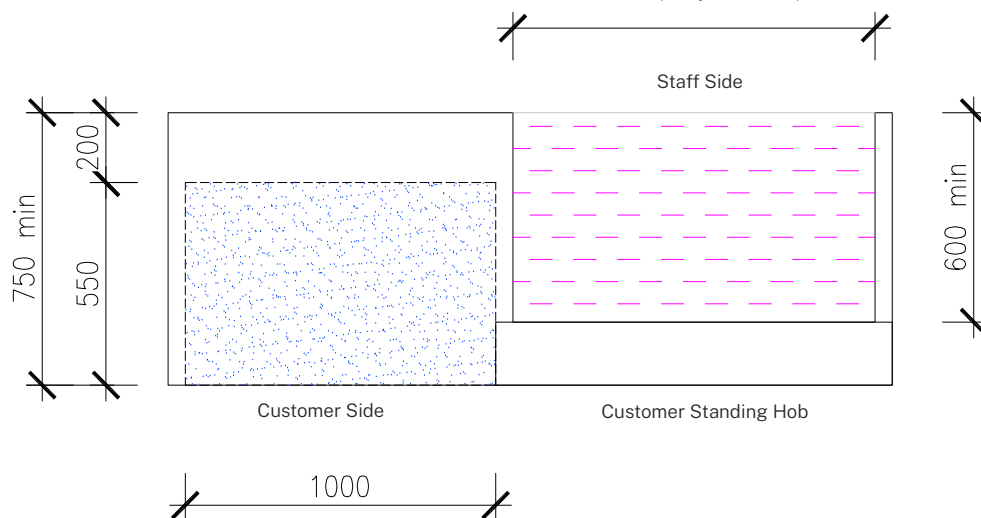 Staff Side
200
750 min
550
600 min
Customer Side
Customer Standing Hob
1000